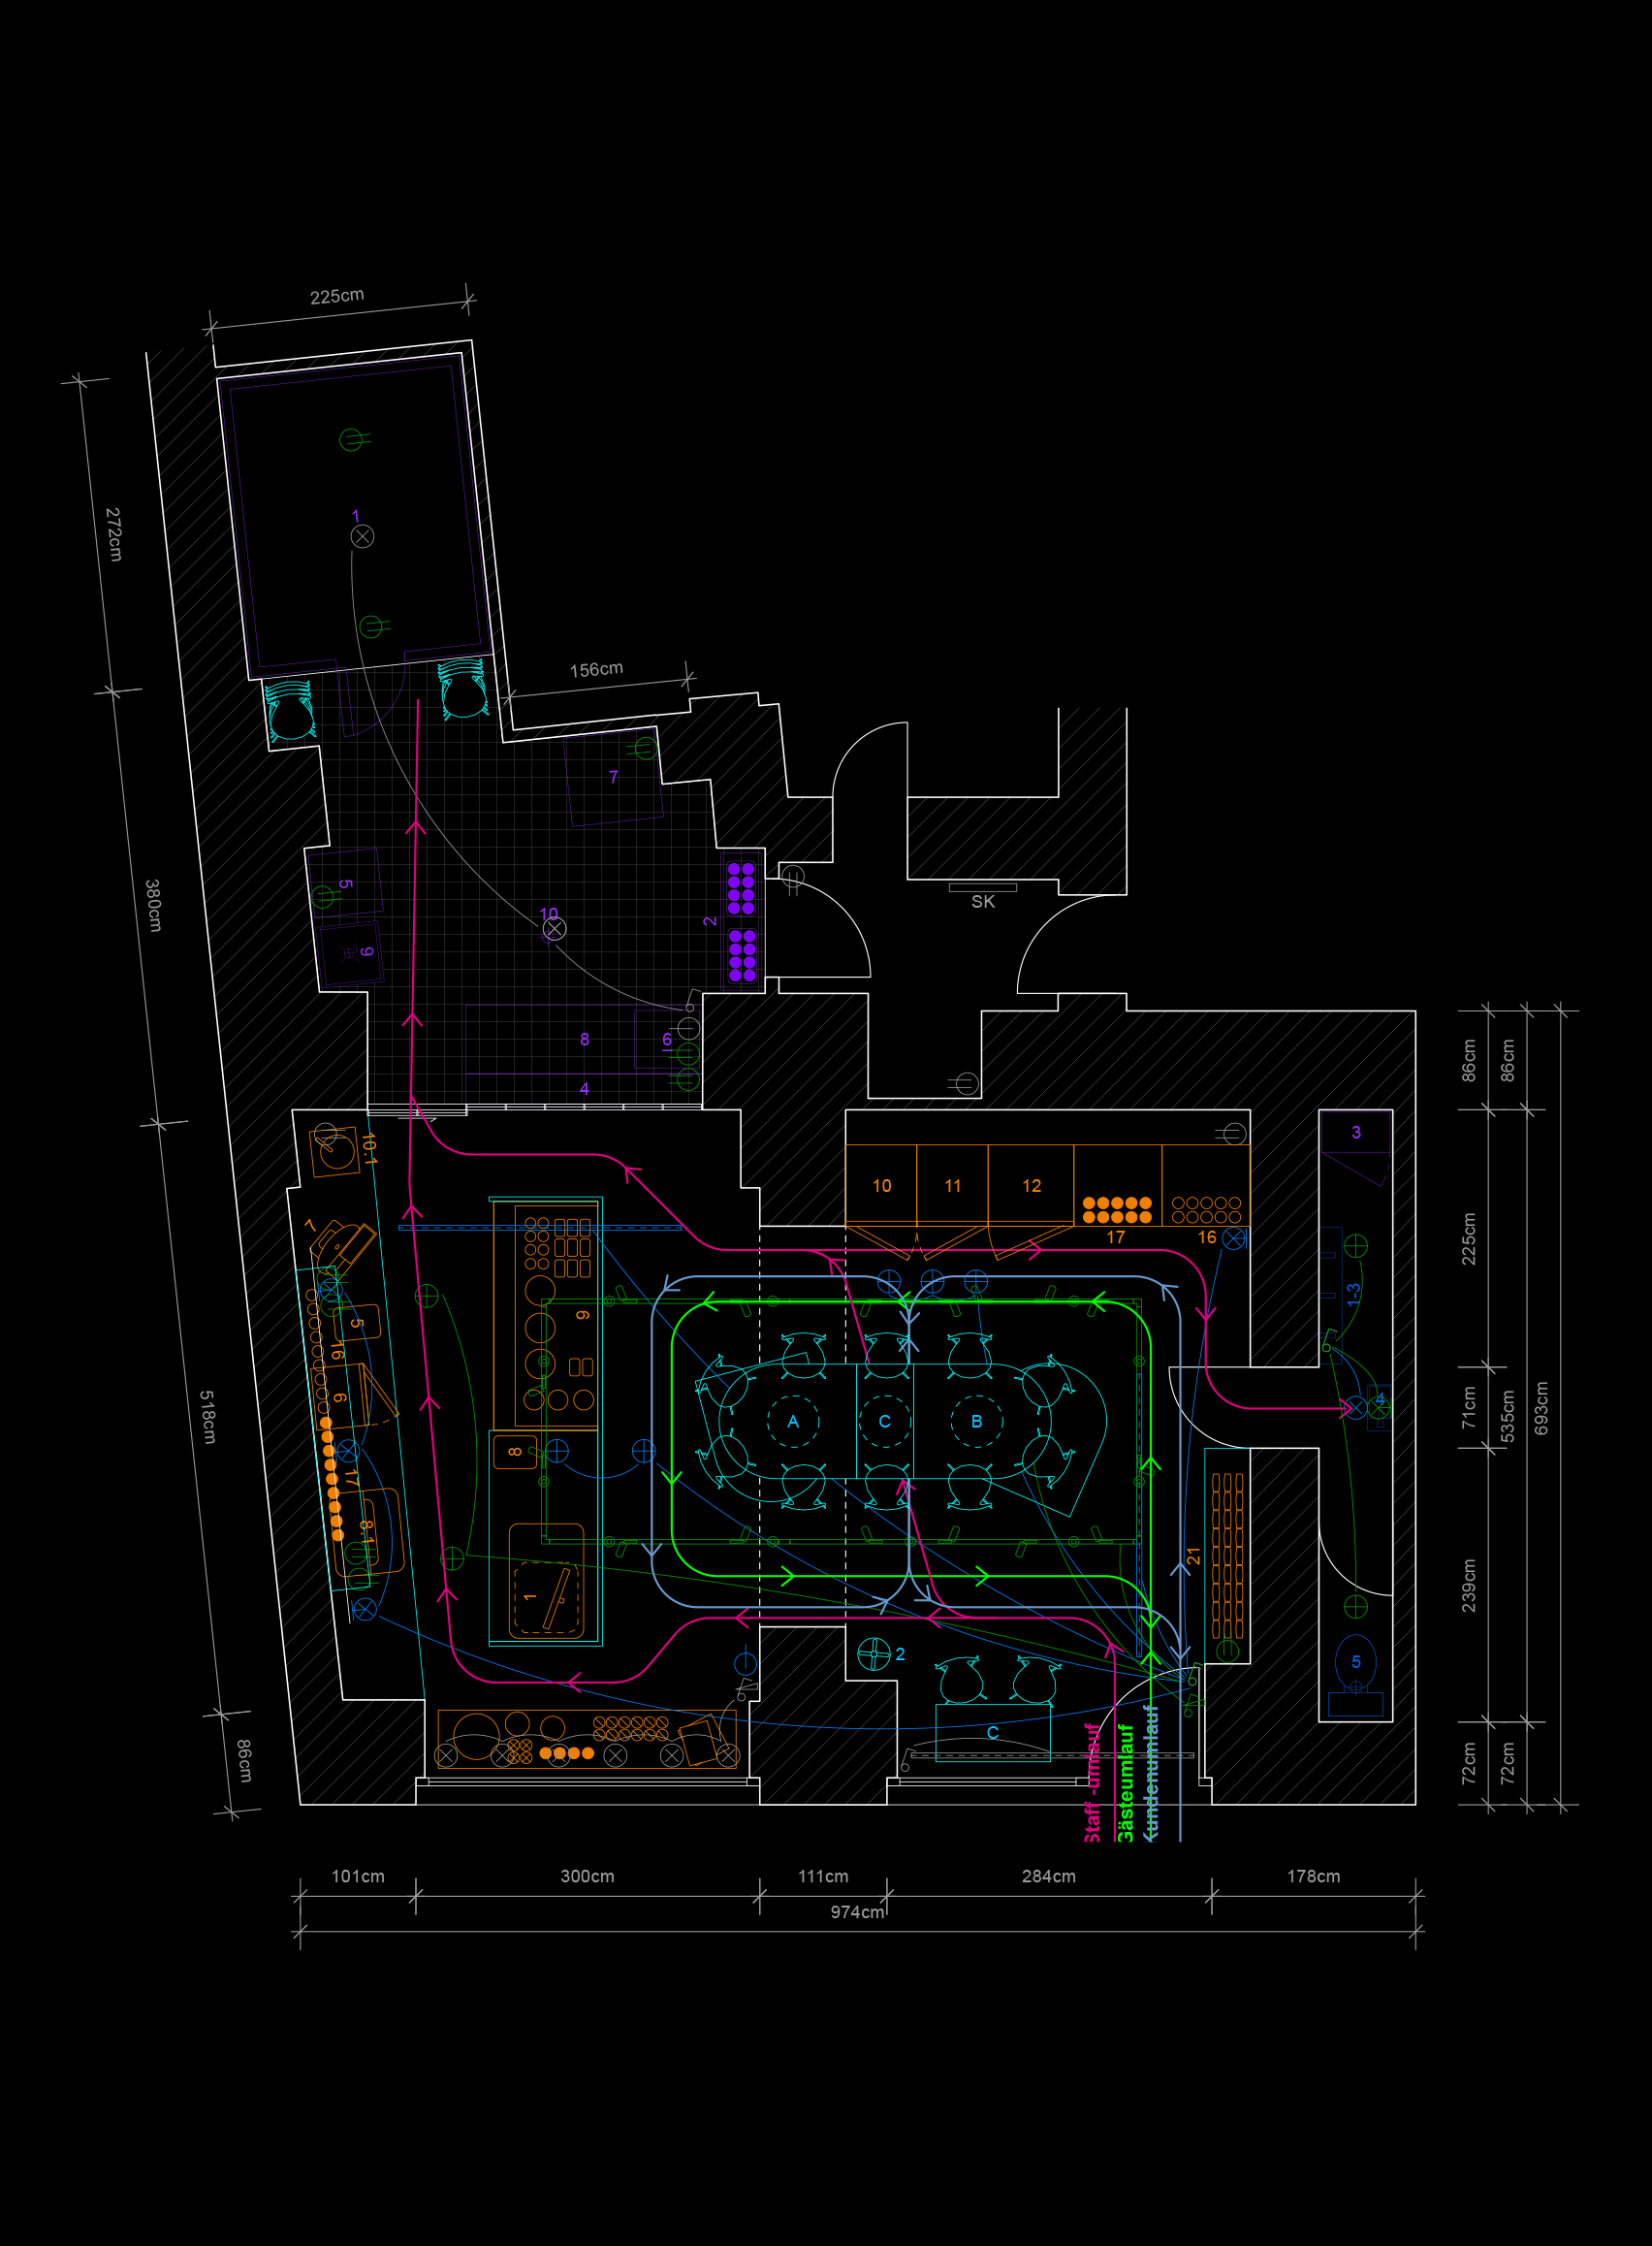 225cm
272cm
1
156cm
7
380cm
5
9
10
2
SK
8
6
4
10.1
7
5
16
6
17
8.1
9
8
1
518cm
86cm
10
11
12
17
16
3
1-3
4
5
21
A
C
B
2
C
86cm
86cm
225cm
71cm
535cm
693cm
239cm
72cm
72cm
Staff -umlauf
Gästeumlauf
Kundenumlauf
101cm
300cm
111cm
284cm
178cm
974cm